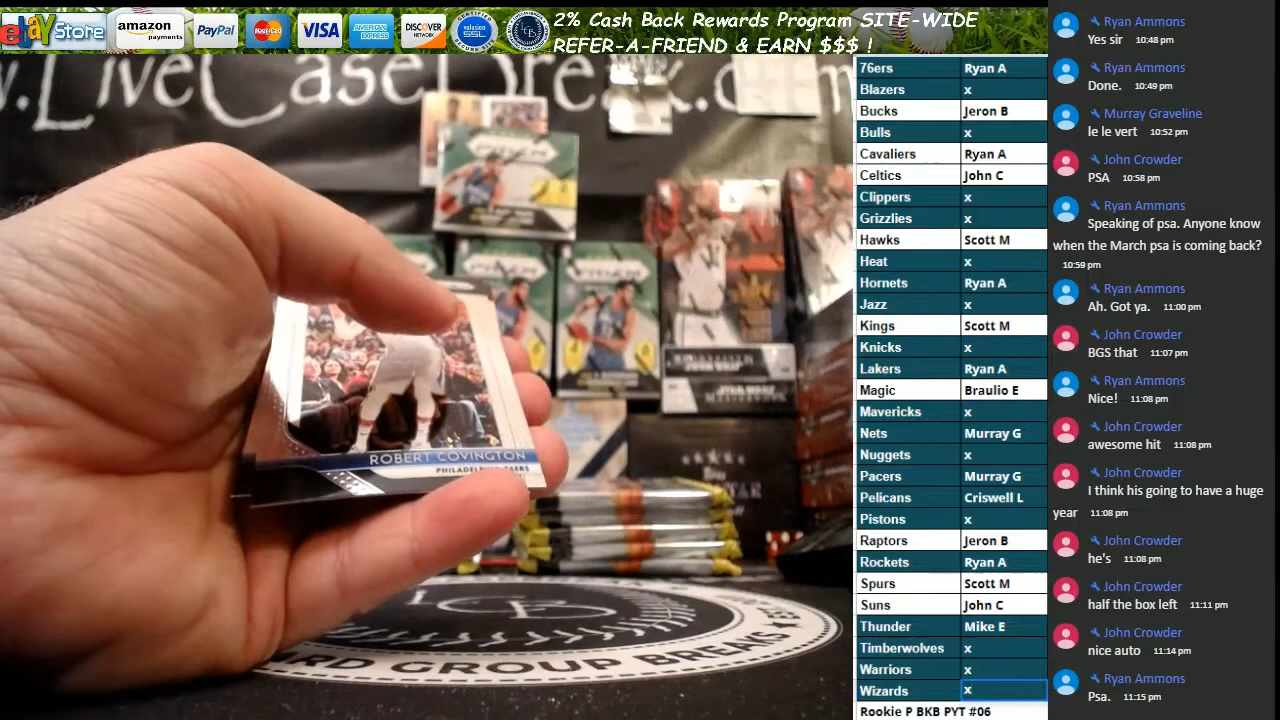 ebay Store
amazon
payments
PayPal
MasterCard
VISA
AMERICAN EXPRESS
DISCOVER
NETWORK
SSL
2% Cash Back Rewards Program SITE-WIDE
REFER-A-FRIEND & EARN $$$ !
w.LiveCaseBreak.com
PRIZM
ROBERT COVINGTON
PHILADELPHIA 76ERS
LCB
CARD GROUP BREAKS
76ers Ryan A
Blazers x
Bucks Jeron B
Bulls x
Cavaliers Ryan A
Celtics John C
Clippers x
Grizzlies x
Hawks Scott M
Heat x
Hornets Ryan A
Jazz x
Kings Scott M
Knicks x
Lakers Ryan A
Magic Braulio E
Mavericks x
Nets Murray G
Nuggets x
Pacers Murray G
Pelicans Criswell L
Pistons x
Raptors Jeron B
Rockets Ryan A
Spurs Scott M
Suns John C
Thunder Mike E
Timberwolves x
Warriors x
Wizards x
Rookie P BKB PYT #06
Ryan Ammons
Yes sir 10:48 pm
Ryan Ammons
Done. 10:49 pm
Murray Graveline
le le vert 10:52 pm
John Crowder
PSA 10:58 pm
Ryan Ammons
Speaking of psa. Anyone know
when the March psa is coming back?
10:59 pm
Ryan Ammons
Ah. Got ya. 11:00 pm
John Crowder
BGS that 11:07 pm
Ryan Ammons
Nice! 11:08 pm
John Crowder
awesome hit 11:08 pm
John Crowder
I think his going to have a huge
year 11:08 pm
John Crowder
he's 11:08 pm
John Crowder
half the box left 11:11 pm
John Crowder
nice auto 11:14 pm
Ryan Ammons
Psa. 11:15 pm